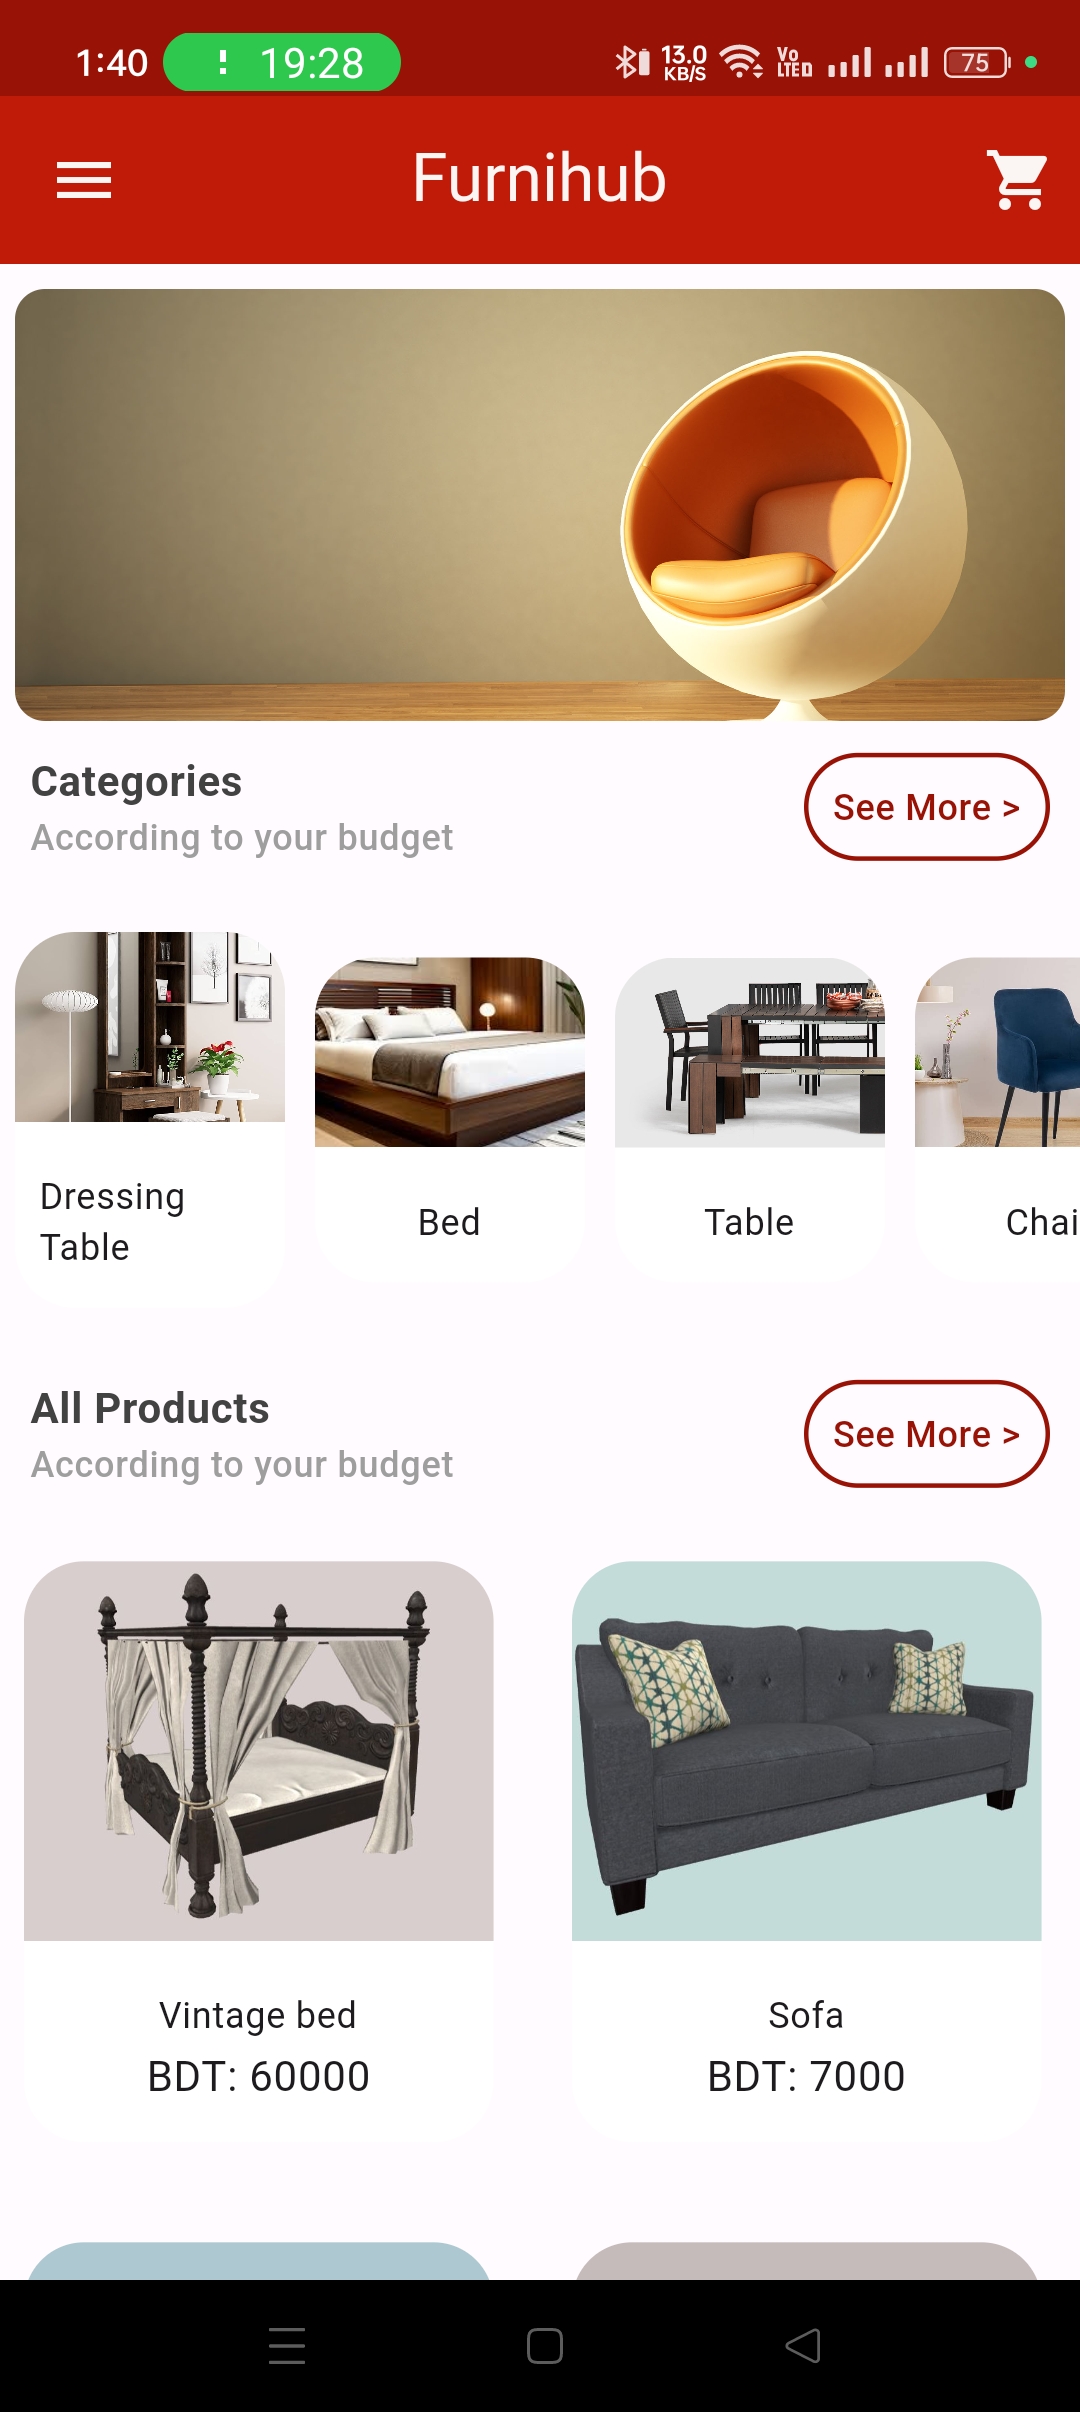 1:40
19:28
13.0
KB/S
Vo
LTE D
75
Furnihub
Categories
According to your budget
See More >
Dressing
Table
Bed
Table
Chai
All Products
According to your budget
See More >
Vintage bed
BDT: 60000
Sofa
BDT: 7000